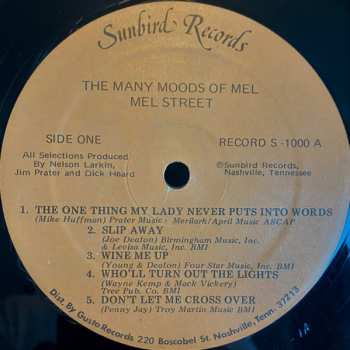 Sunbird Records
THE MANY MOODS OF MEL
MEL STREET
SIDE ONE
RECORD S-1000 A
All Selections Produced
By Nelson Larkin,
Jim Prater and Dick Heard
©Sunbird Records,
Nashville, Tennessee
1. THE ONE THING MY LADY NEVER PUTS INTO WORDS
(Mike Huffman) Prater Music - Merilark/April Music ASCAP
2. SLIP AWAY
(Joe Deaton) Birmingham Music, Inc.
& Levisa Music, Inc. BMI
3. WINE ME UP
(Young & Deaton) Four Star Music, Inc. BMI
4. WHO'LL TURN OUT THE LIGHTS
(Wayne Kemp & Mack Vickery)
Tree Pub. Co. BMI
5. DON'T LET ME CROSS OVER
(Penny Jay) Troy Martin Music BMI
Dist. By Gusto Records 220 Boscobel St. Nashville, Tenn. 37213
1A